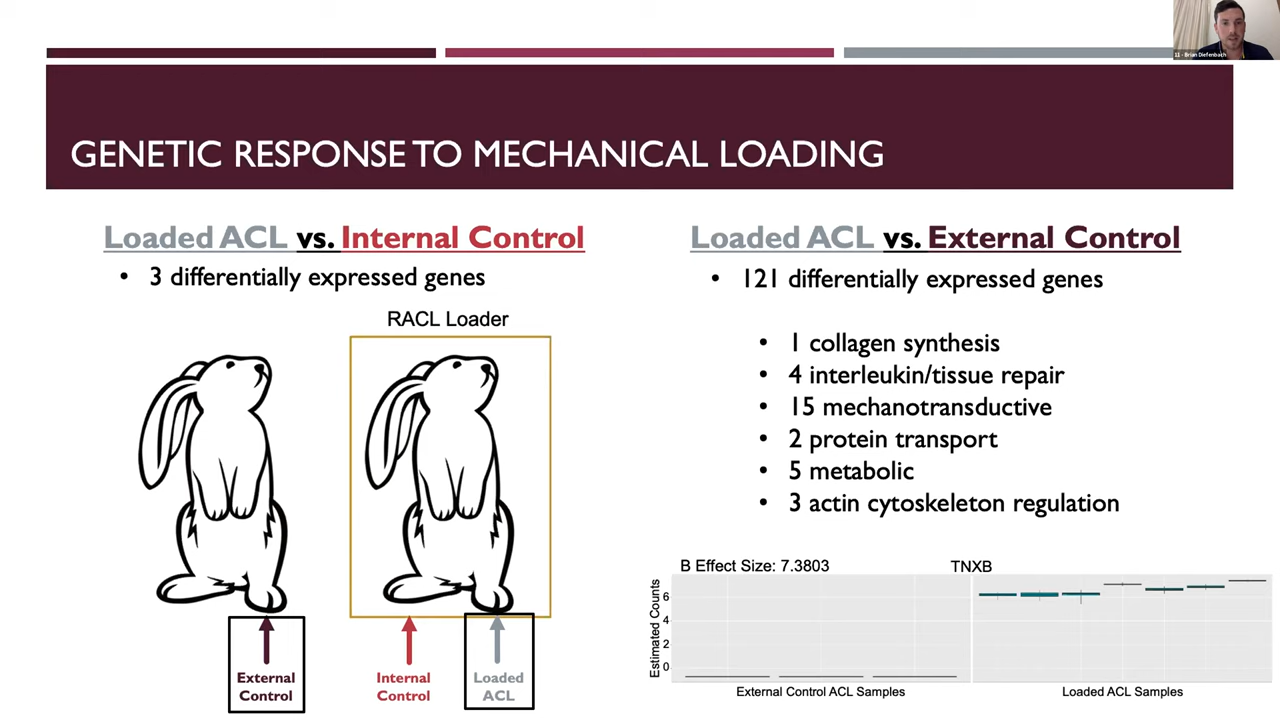 11 - Brian Diefenbach
GENETIC RESPONSE TO MECHANICAL LOADING
Loaded ACL vs. Internal Control
• 3 differentially expressed genes
RACL Loader
External
Control
Internal
Control
Loaded
ACL
Loaded ACL vs. External Control
• 121 differentially expressed genes
• 1 collagen synthesis
• 4 interleukin/tissue repair
• 15 mechanotransductive
• 2 protein transport
• 5 metabolic
• 3 actin cytoskeleton regulation
B Effect Size: 7.3803
TNXB
Estimated Counts
6
4
2
0
External Control ACL Samples
Loaded ACL Samples